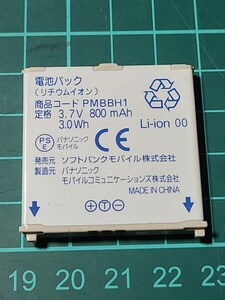 電池パック
(リチウムイオン)
商品コード PMBBH1
定格 3.7V 800mAh
3.0Wh
Li-ion 00
PS
E
パナソニック
モバイル
CE
発売元 ソフトバンクモバイル株式会社
製造元 パナソニック
モバイルコミュニケーションズ株式会社
MADE IN CHINA
+ T −
19 20 21 22 23